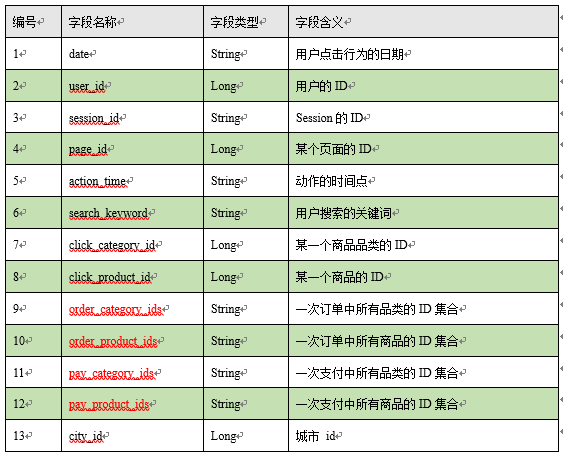 编号 字段名称 字段类型 字段含义
1 date String 用户点击行为的日期
2 user_id Long 用户的 ID
3 session_id String Session 的 ID
4 page_id Long 某个页面的 ID
5 action_time String 动作的时间点
6 search_keyword String 用户搜索的关键词
7 click_category_id Long 某一个商品品类的 ID
8 click_product_id Long 某一个商品的 ID
9 order_category_ids String 一次订单中所有品类的 ID 集合
10 order_product_ids String 一次订单中所有商品的 ID 集合
11 pay_category_ids String 一次支付中所有品类的 ID 集合
12 pay_product_ids String 一次支付中所有商品的 ID 集合
13 city_id Long 城市 id